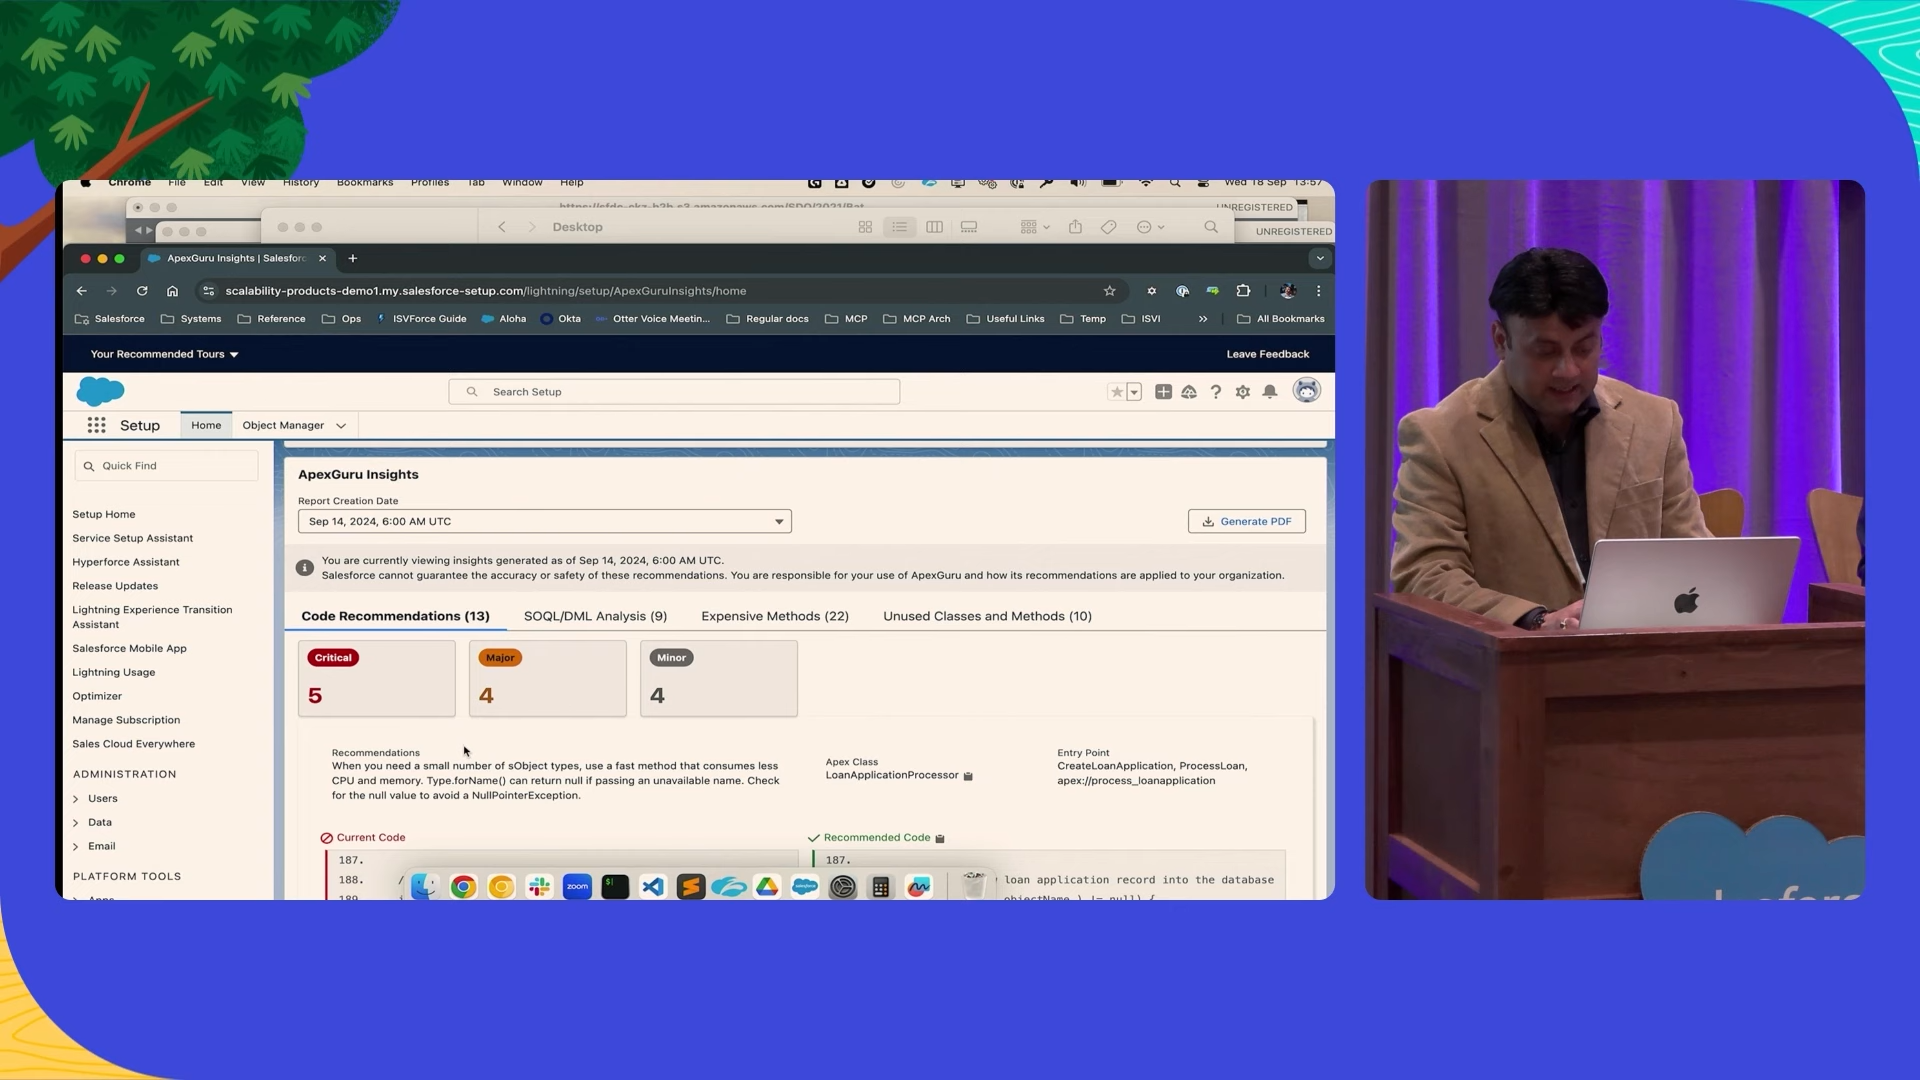 Chrome File Edit View History Bookmarks Profiles Tab Window Help Wed 18 Sep 13:57
UNREGISTERED
Desktop
UNREGISTERED
ApexGuru Insights | Salesforc
scalability-products-demo1.my.salesforce-setup.com/lightning/setup/ApexGuruInsights/home
Salesforce Systems Reference Ops ISVForce Guide Aloha Okta Otter Voice Meetin... Regular docs MCP MCP Arch Useful Links Temp ISVI » All Bookmarks
Your Recommended Tours Leave Feedback
Search Setup
Setup Home Object Manager
Quick Find
Setup Home
Service Setup Assistant
Hyperforce Assistant
Release Updates
Lightning Experience Transition
Assistant
Salesforce Mobile App
Lightning Usage
Optimizer
Manage Subscription
Sales Cloud Everywhere
ADMINISTRATION
Users
Data
Email
PLATFORM TOOLS
ApexGuru Insights
Report Creation Date
Sep 14, 2024, 6:00 AM UTC
Generate PDF
You are currently viewing insights generated as of Sep 14, 2024, 6:00 AM UTC.
Salesforce cannot guarantee the accuracy or safety of these recommendations. You are responsible for your use of ApexGuru and how its recommendations are applied to your organization.
Code Recommendations (13) SOQL/DML Analysis (9) Expensive Methods (22) Unused Classes and Methods (10)
Critical Major Minor
5 4 4
Recommendations
When you need a small number of sObject types, use a fast method that consumes less
CPU and memory. Type.forName() can return null if passing an unavailable name. Check
for the null value to avoid a NullPointerException.
Apex Class
LoanApplicationProcessor
Entry Point
CreateLoanApplication, ProcessLoan,
apex://process_loanapplication
Current Code
187.
188. /
189.
Recommended Code
187.
loan application record into the database
objectName ) != null) {
zoom